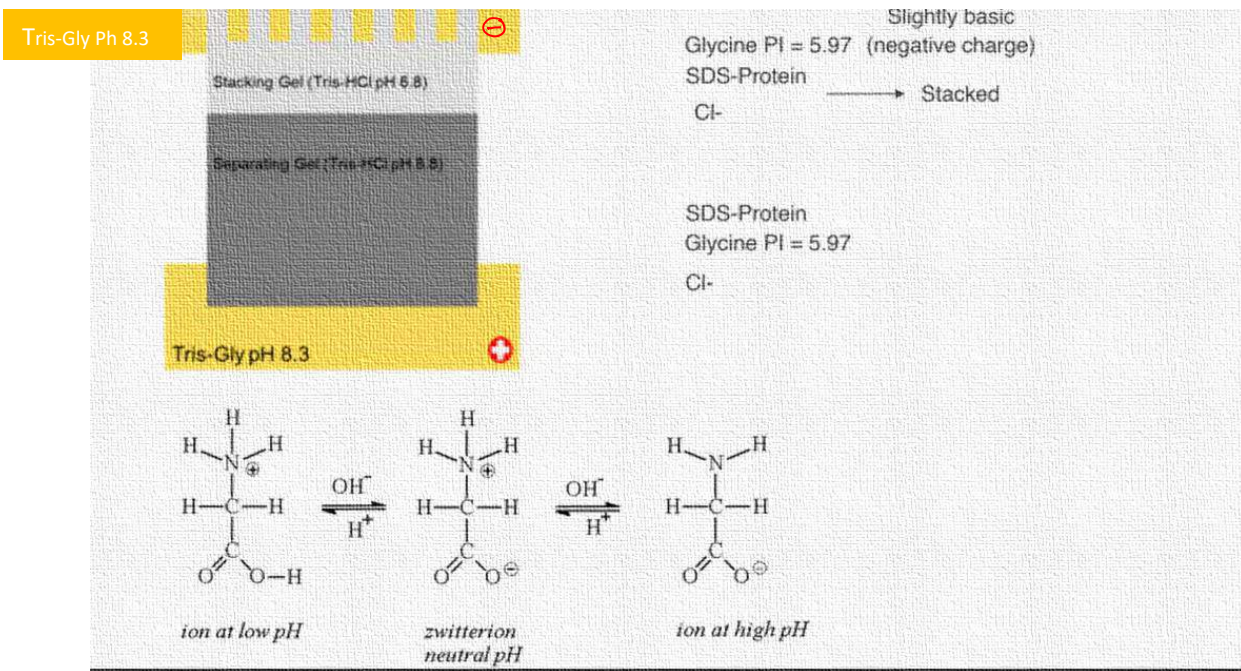 Tris-Gly Ph 8.3
Slightly basic
Glycine PI = 5.97 (negative charge)
SDS-Protein
Stacked
Cl-
Stacking Gel (Tris-HCl pH 6.8)
Separating Gel (Tris-HCl pH 8.8)
SDS-Protein
Glycine PI = 5.97
Cl-
Tris-Gly pH 8.3
H
H H
N ⊕
H C H
C
O O H
OH⁻
H⁺
H
H H
N ⊕
H C H
C
O O ⊖
OH⁻
H⁺
H H
N
H C H
C
O O ⊖
ion at low pH
zwitterion
neutral pH
ion at high pH